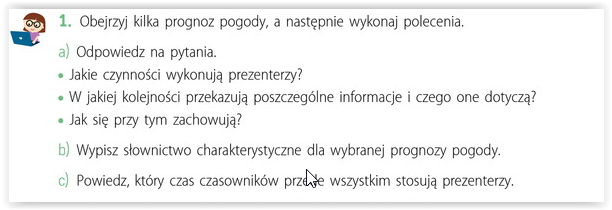 1. Obejrzyj kilka prognoz pogody, a następnie wykonaj polecenia.
a) Odpowiedz na pytania.
• Jakie czynności wykonują prezenterzy?
• W jakiej kolejności przekazują poszczególne informacje i czego one dotyczą?
• Jak się przy tym zachowują?
b) Wypisz słownictwo charakterystyczne dla wybranej prognozy pogody.
c) Powiedz, który czas czasowników przede wszystkim stosują prezenterzy.